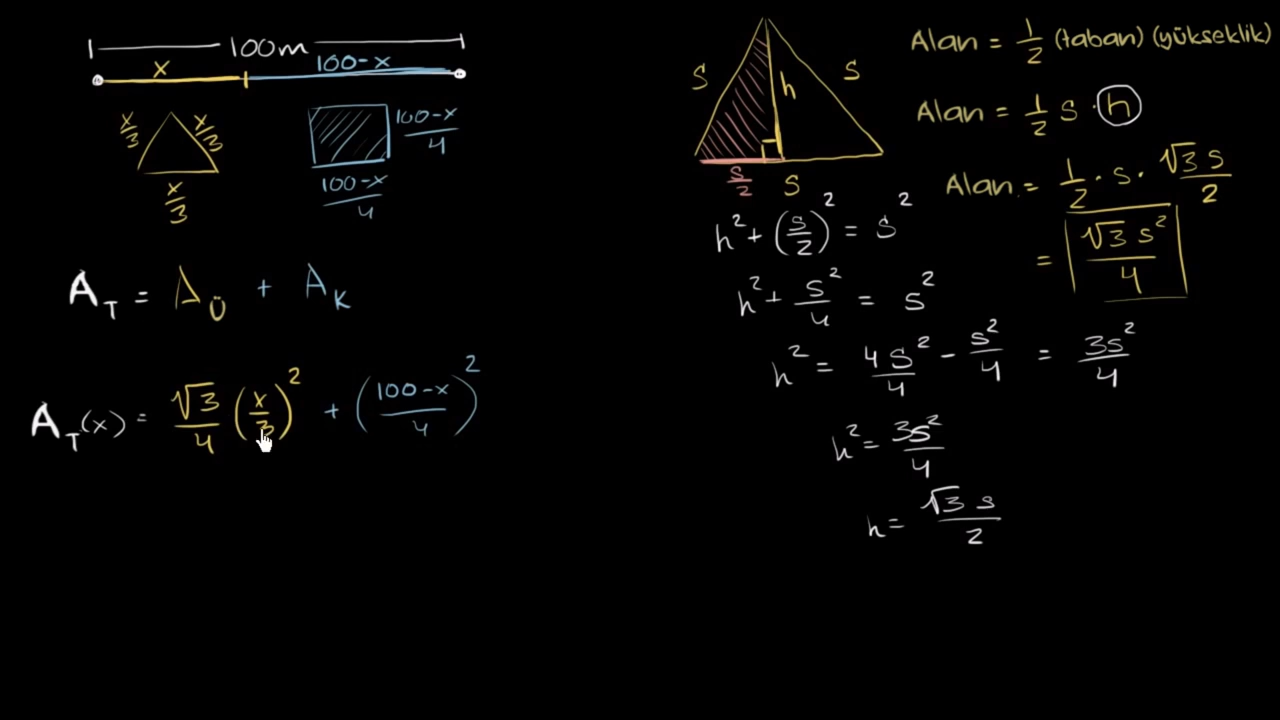 100m
x 100-x
x/3 x/3 x/3
100-x/4
100-x/4
A_T = A_Ü + A_K
A_T(x) = √3/4 (x/3)² + (100-x/4)²
S S h
s/2 S
h² + (s/2)² = s²
h² + s²/4 = s²
h² = 4s²/4 - s²/4 = 3s²/4
h² = 3s²/4
h = √3 s/2
Alan = 1/2 (taban) (yükseklik)
Alan = 1/2 s · h
Alan = 1/2 · s · √3 s/2
= √3 s²/4